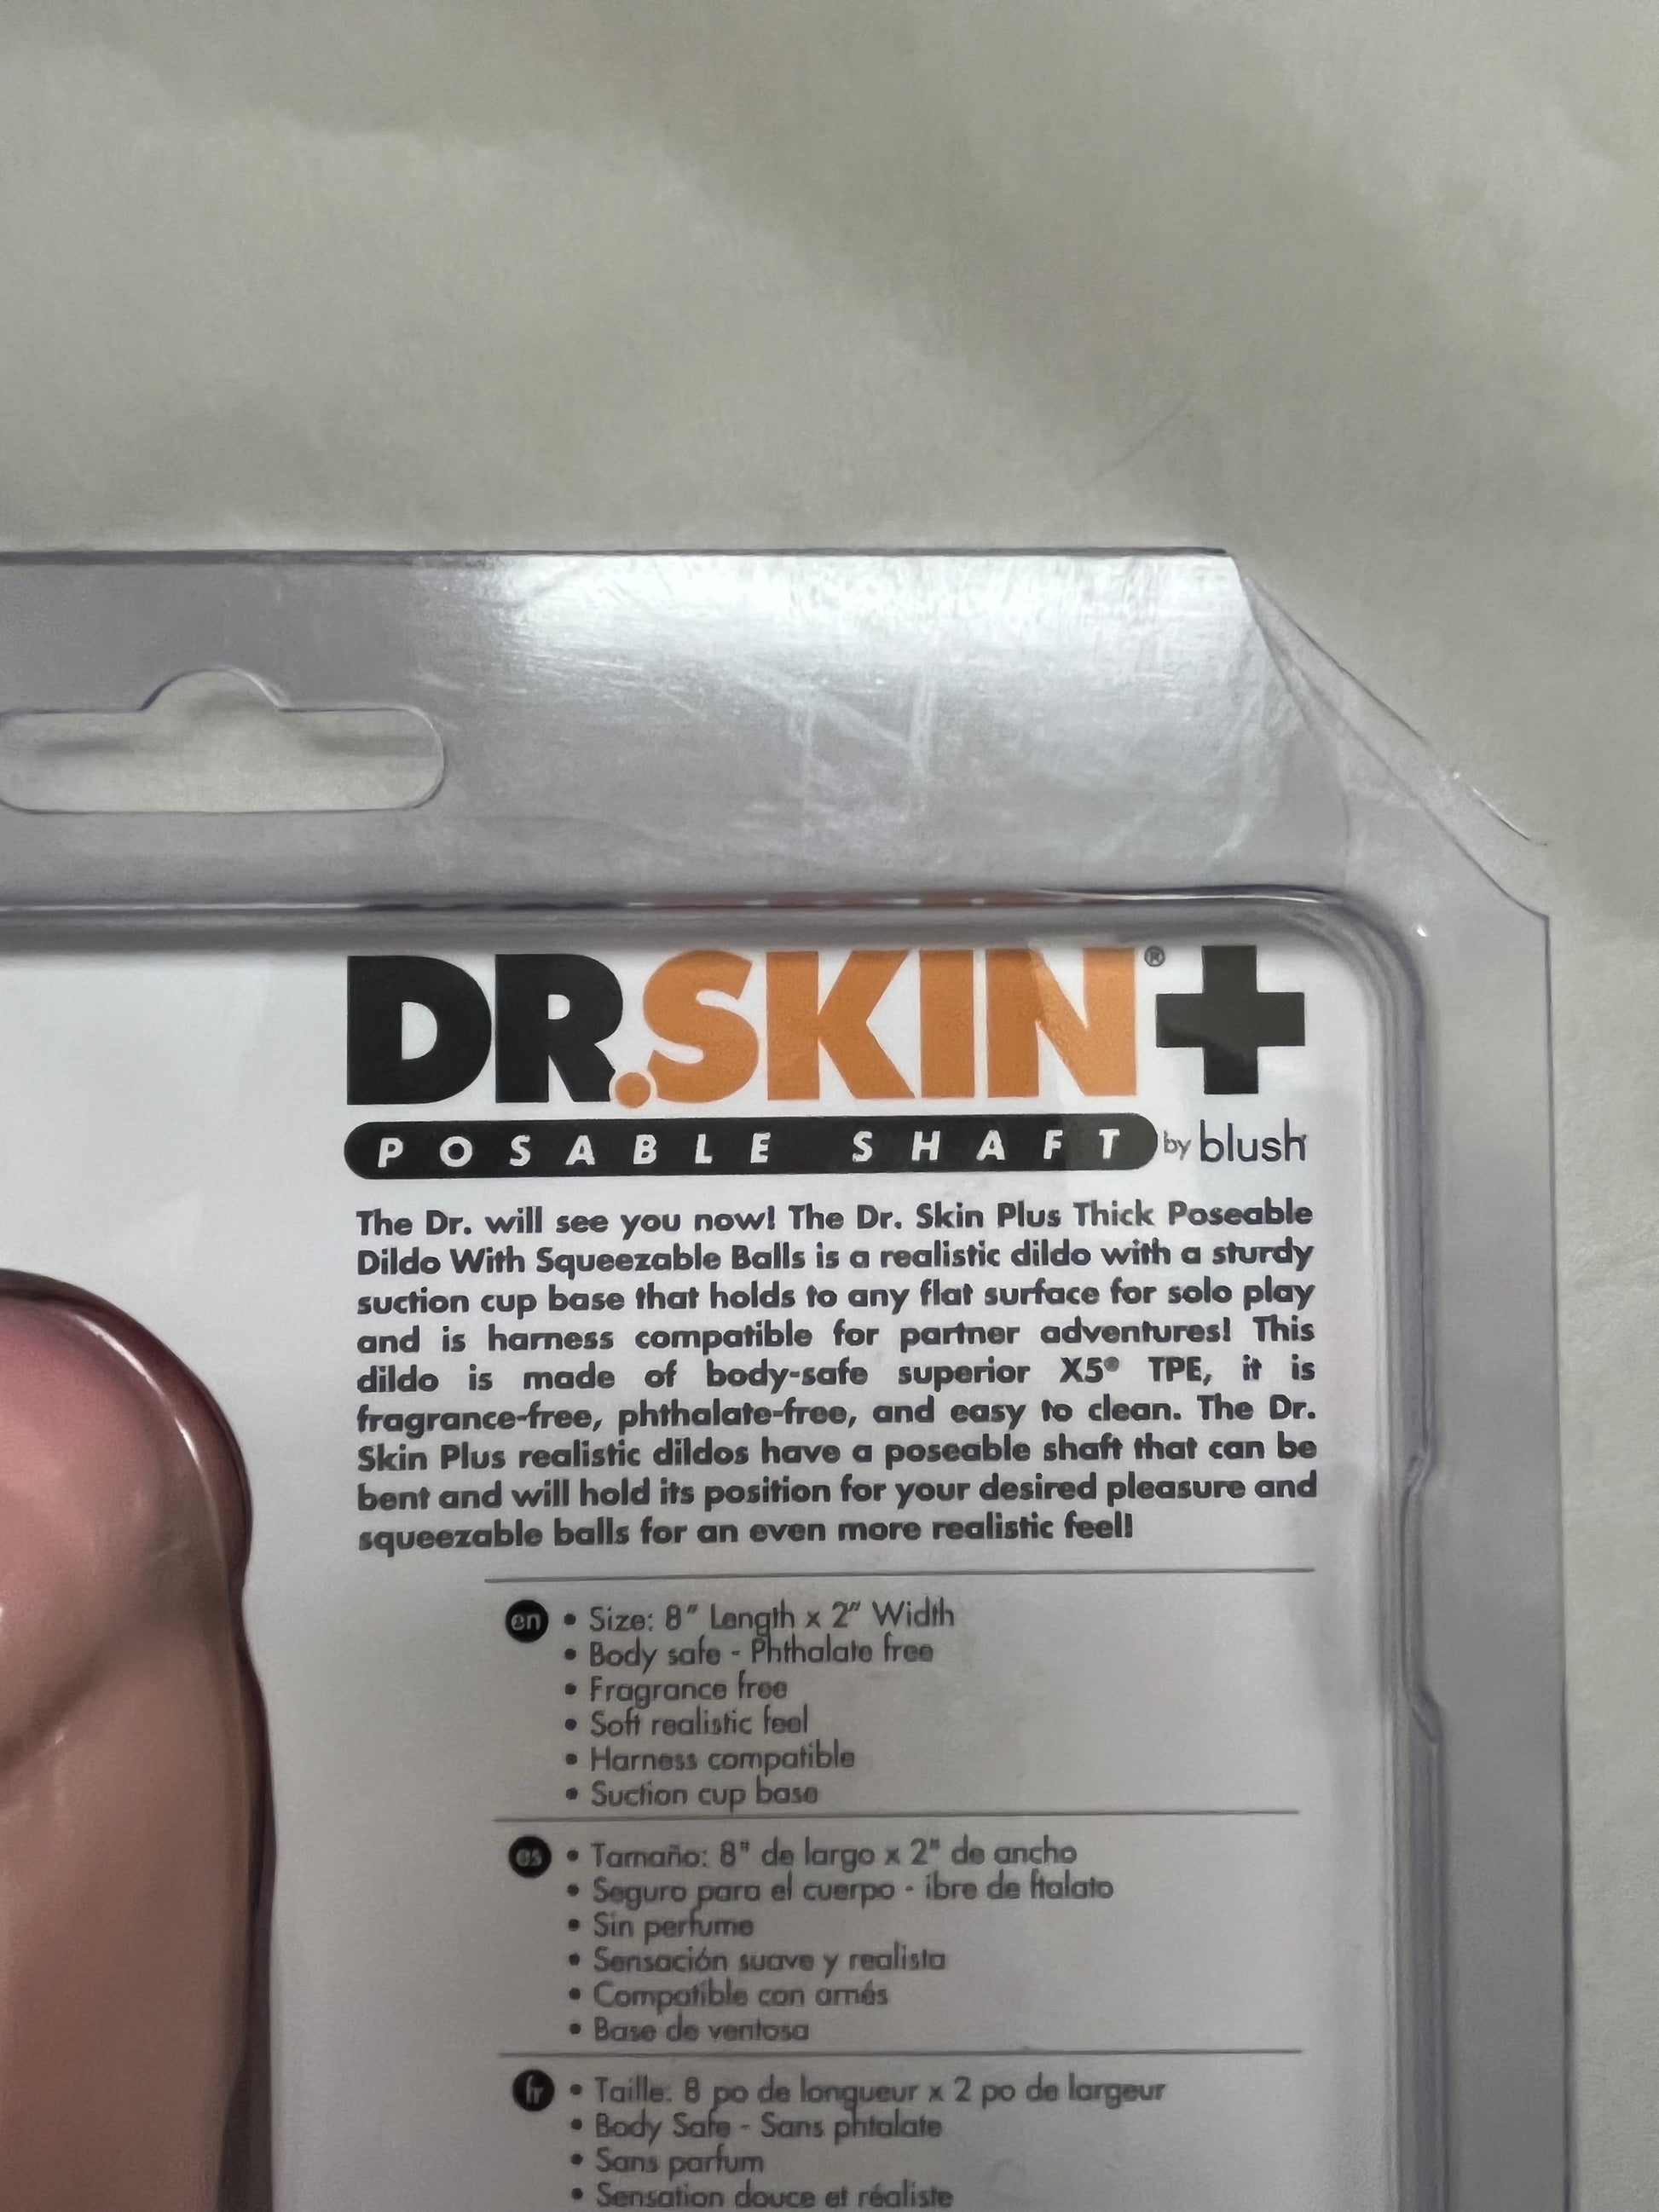 DR.SKIN®+
POSABLE SHAFT by blush
The Dr. will see you now! The Dr. Skin Plus Thick Poseable
Dildo With Squeezable Balls is a realistic dildo with a sturdy
suction cup base that holds to any flat surface for solo play
and is harness compatible for partner adventures! This
dildo is made of body-safe superior X5® TPE, it is
fragrance-free, phthalate-free, and easy to clean. The Dr.
Skin Plus realistic dildos have a poseable shaft that can be
bent and will hold its position for your desired pleasure and
squeezable balls for an even more realistic feel!
en • Size: 8" Length x 2" Width
• Body safe - Phthalate free
• Fragrance free
• Soft realistic feel
• Harness compatible
• Suction cup base
es • Tamaño: 8" de largo x 2" de ancho
• Seguro para el cuerpo - ibre de ftalato
• Sin perfume
• Sensación suave y realista
• Compatible con arnés
• Base de ventosa
fr • Taille: 8 po de longueur x 2 po de largeur
• Body Safe - Sans phtalate
• Sans parfum
• Sensation douce et réaliste